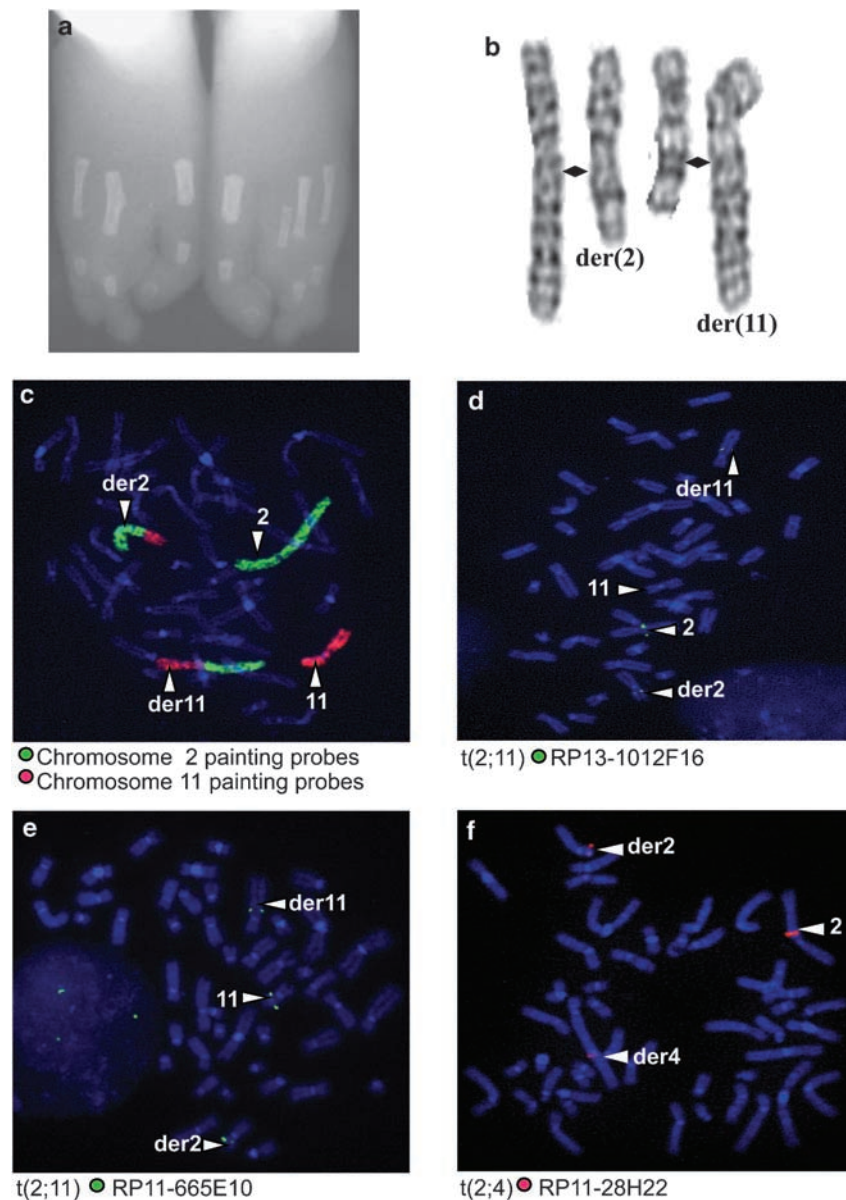 a
b
der(2)
der(11)
c
der2
2
der11
11
Chromosome 2 painting probes
Chromosome 11 painting probes
d
der11
11
2
der2
t(2;11) RP13-1012F16
e
der11
11
der2
t(2;11) RP11-665E10
f
der2
2
der4
t(2;4) RP11-28H22